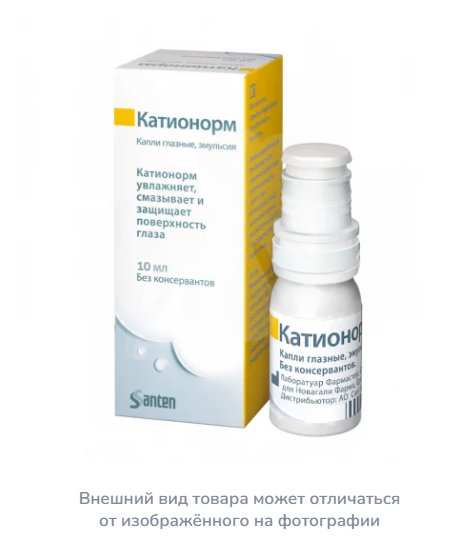 Катионорм
Капли глазные, эмульсия
Катионорм
увлажняет,
смазывает и
защищает
поверхность
глаза
10 мл
Без консервантов
Santen
Катионорм
Капли глазные, эмульсия
Без консервантов.
Лаборатуар Фармастер,
для Новагали Фарма,
Дистрибьютор: АО
Внешний вид товара может отличаться
от изображённого на фотографии